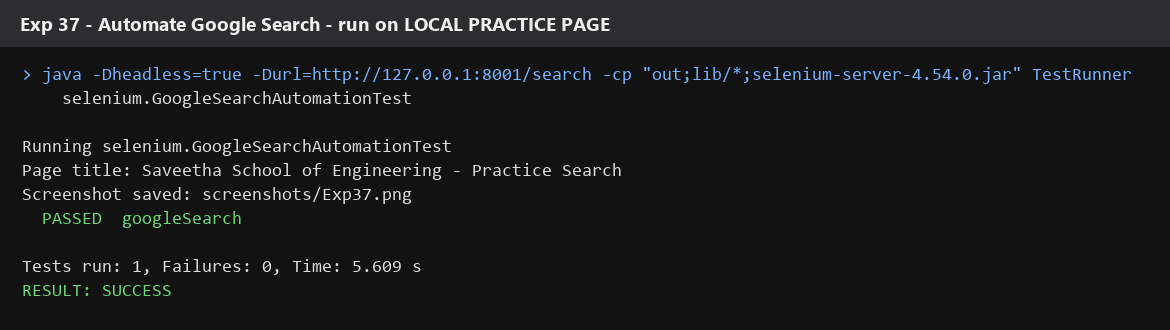 Exp 37 - Automate Google Search - run on LOCAL PRACTICE PAGE
> java -Dheadless=true -Durl=http://127.0.0.1:8001/search -cp "out;lib/*;selenium-server-4.54.0.jar" TestRunner
selenium.GoogleSearchAutomationTest
Running selenium.GoogleSearchAutomationTest
Page title: Saveetha School of Engineering - Practice Search
Screenshot saved: screenshots/Exp37.png
PASSED  googleSearch
Tests run: 1, Failures: 0, Time: 5.609 s
RESULT: SUCCESS